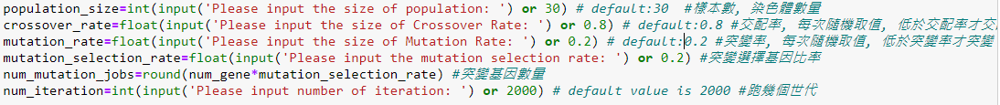 population_size=int(input('Please input the size of population: ') or 30) # default:30  #樣本數, 染色體數量
crossover_rate=float(input('Please input the size of Crossover Rate: ') or 0.8) # default:0.8 #交配率, 每次隨機取值, 低於交配率才交
mutation_rate=float(input('Please input the size of Mutation Rate: ') or 0.2) # default:0.2 #突變率, 每次隨機取值, 低於突變率才突變
mutation_selection_rate=float(input('Please input the mutation selection rate: ') or 0.2) #突變選擇基因比率
num_mutation_jobs=round(num_gene*mutation_selection_rate) #突變基因數量
num_iteration=int(input('Please input number of iteration: ') or 2000) # default value is 2000 #跑幾個世代